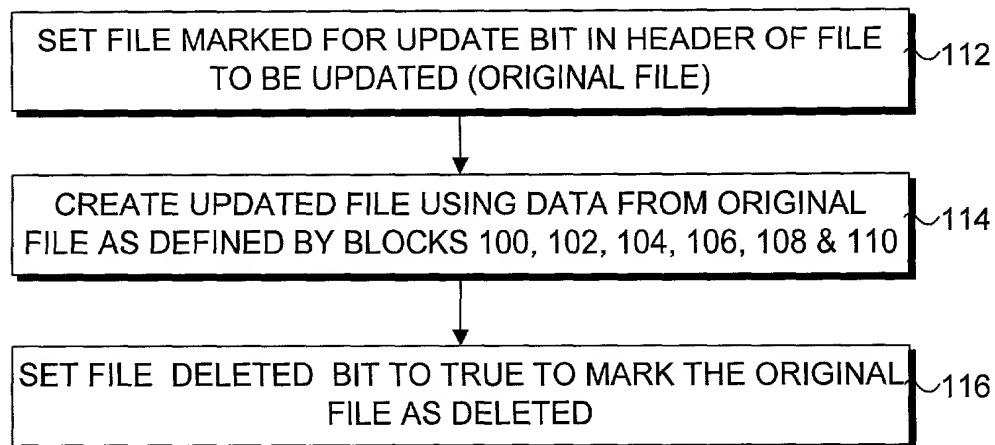 SET FILE MARKED FOR UPDATE BIT IN HEADER OF FILE
TO BE UPDATED (ORIGINAL FILE)
112
CREATE UPDATED FILE USING DATA FROM ORIGINAL
FILE AS DEFINED BY BLOCKS 100, 102, 104, 106, 108 & 110
114
SET FILE DELETED BIT TO TRUE TO MARK THE ORIGINAL
FILE AS DELETED
116